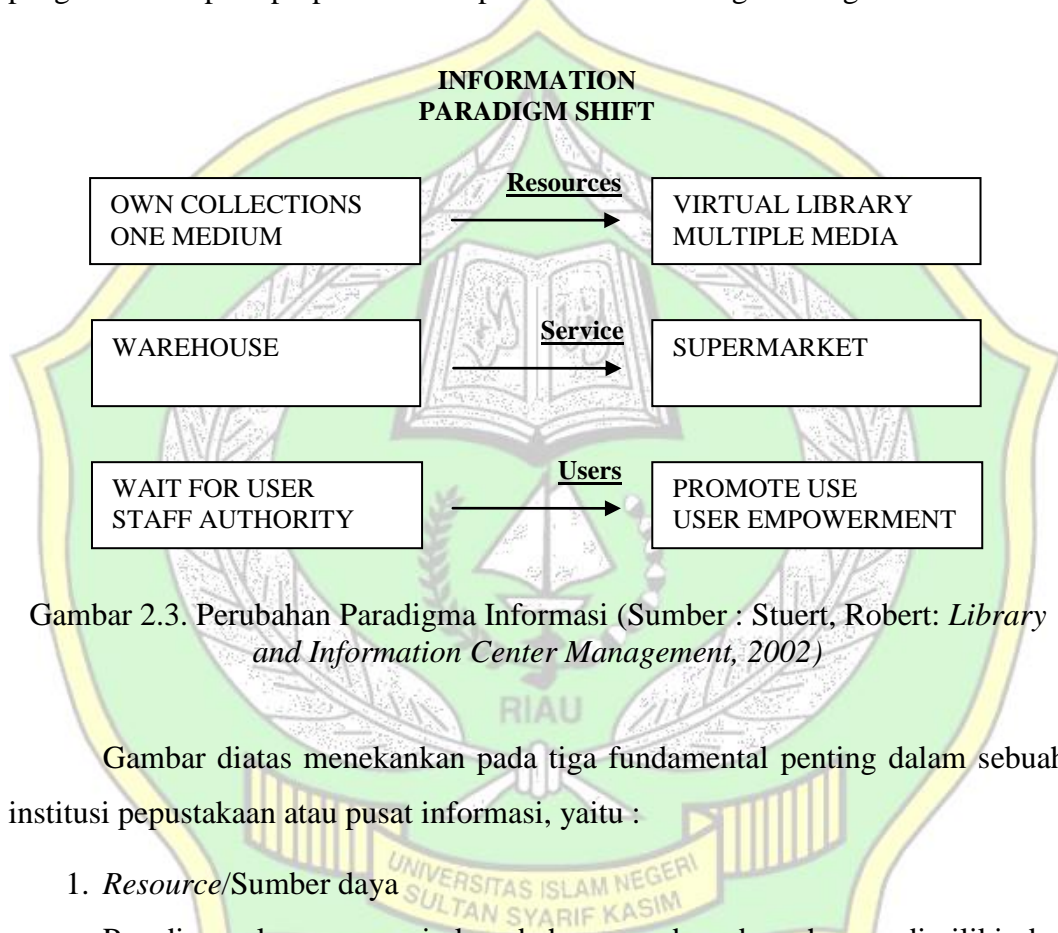 INFORMATION
PARADIGM SHIFT
Resources
OWN COLLECTIONS
ONE MEDIUM
VIRTUAL LIBRARY
MULTIPLE MEDIA
Service
WAREHOUSE
SUPERMARKET
Users
WAIT FOR USER
STAFF AUTHORITY
PROMOTE USE
USER EMPOWERMENT
Gambar 2.3. Perubahan Paradigma Informasi (Sumber : Stuert, Robert: Library
and Information Center Management, 2002)
RIAU
Gambar diatas menekankan pada tiga fundamental penting dalam sebuah
institusi pepustakaan atau pusat informasi, yaitu :
UNIVERSITAS ISLAM NEGERI
SULTAN SYARIF KASIM
1. Resource/Sumber daya